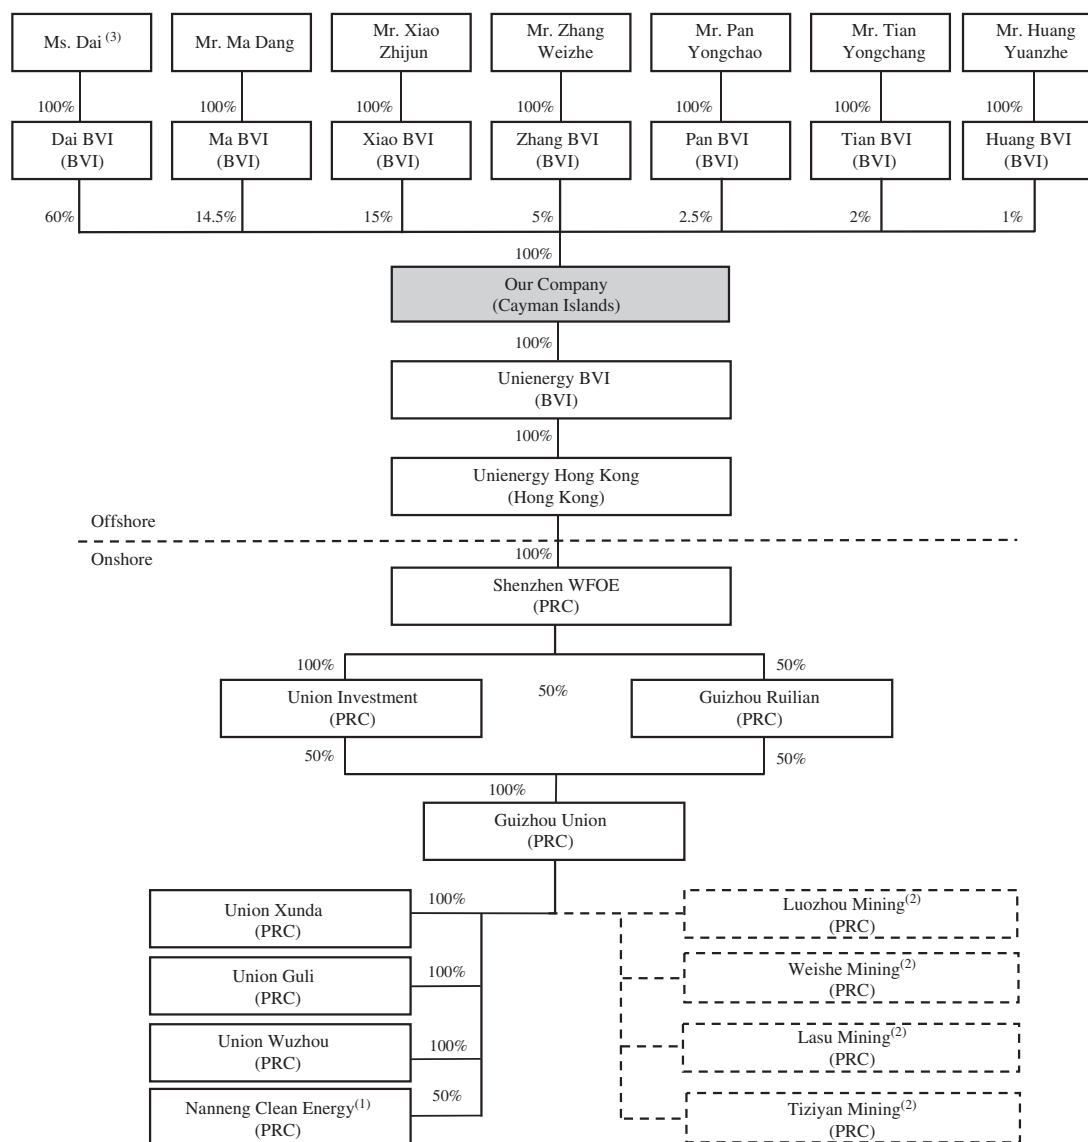 Ms. Dai (3)
Mr. Ma Dang
Mr. Xiao
Zhijun
Mr. Zhang
Weizhe
Mr. Pan
Yongchao
Mr. Tian
Yongchang
Mr. Huang
Yuanzhe
100%
100%
100%
100%
100%
100%
100%
Dai BVI
(BVI)
Ma BVI
(BVI)
Xiao BVI
(BVI)
Zhang BVI
(BVI)
Pan BVI
(BVI)
Tian BVI
(BVI)
Huang BVI
(BVI)
60%
14.5%
15%
5%
2.5%
2%
1%
100%
Our Company
(Cayman Islands)
100%
Unienergy BVI
(BVI)
100%
Unienergy Hong Kong
(Hong Kong)
Offshore
Onshore
100%
Shenzhen WFOE
(PRC)
100%
50%
50%
Union Investment
(PRC)
Guizhou Ruilian
(PRC)
50%
50%
100%
Guizhou Union
(PRC)
100%
Union Xunda
(PRC)
Luozhou Mining(2)
(PRC)
100%
Union Guli
(PRC)
Weishe Mining(2)
(PRC)
100%
Union Wuzhou
(PRC)
Lasu Mining(2)
(PRC)
50%
Nanneng Clean Energy(1)
(PRC)
Tiziyan Mining(2)
(PRC)